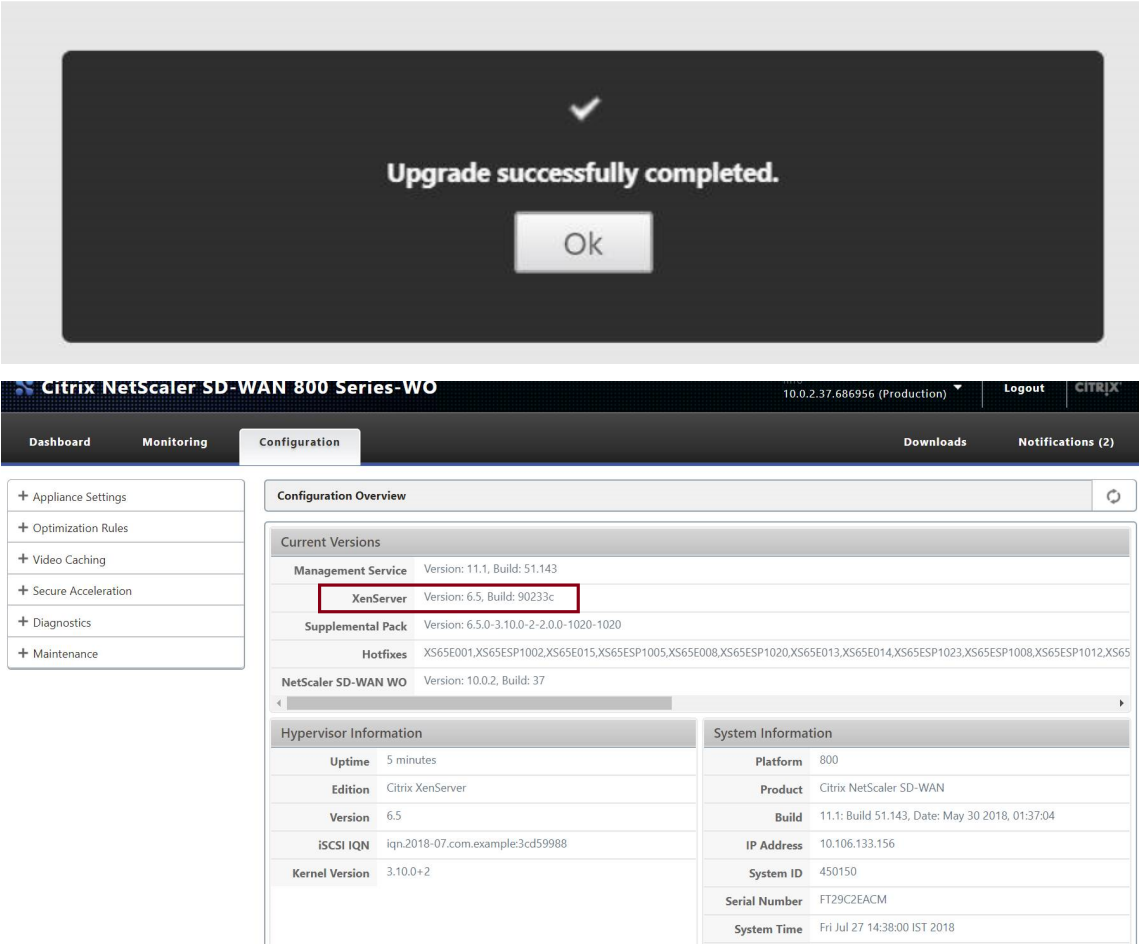 Upgrade successfully completed.
Ok
Citrix NetScaler SD-WAN 800 Series-WO
10.0.2.37.686956 (Production)
Logout
CITRIX
Dashboard
Monitoring
Configuration
Downloads
Notifications (2)
+ Appliance Settings
+ Optimization Rules
+ Video Caching
+ Secure Acceleration
+ Diagnostics
+ Maintenance
Configuration Overview
Current Versions
Management Service Version: 11.1, Build: 51.143
XenServer Version: 6.5, Build: 90233c
Supplemental Pack Version: 6.5.0-3.10.0-2-2.0.0-1020-1020
Hotfixes XS65E001,XS65ESP1002,XS65E015,XS65ESP1005,XS65E008,XS65ESP1020,XS65E013,XS65E014,XS65ESP1023,XS65ESP1008,XS65ESP1012,XS65
NetScaler SD-WAN WO Version: 10.0.2, Build: 37
Hypervisor Information
Uptime 5 minutes
Edition Citrix XenServer
Version 6.5
iSCSI IQN iqn.2018-07.com.example:3cd59988
Kernel Version 3.10.0+2
System Information
Platform 800
Product Citrix NetScaler SD-WAN
Build 11.1: Build 51.143, Date: May 30 2018, 01:37:04
IP Address 10.106.133.156
System ID 450150
Serial Number FT29C2EACM
System Time Fri Jul 27 14:38:00 IST 2018